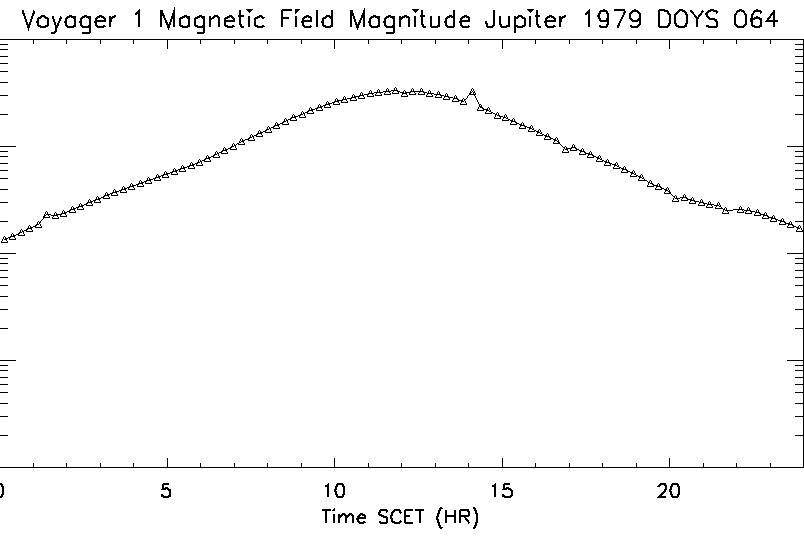 Voyager 1 Magnetic Field Magnitude Jupiter 1979 DOYS 064
0 5 10 15 20
Time SCET (HR)